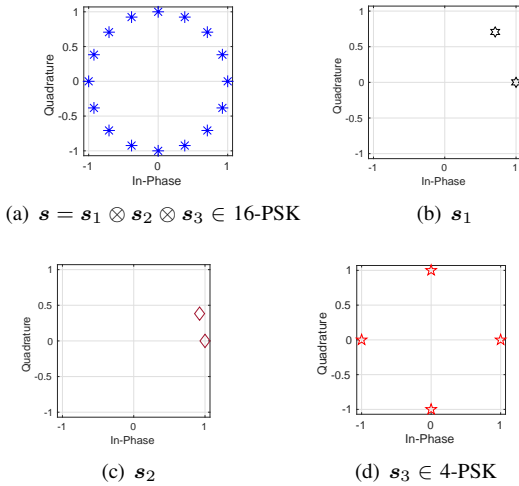 1
0.5
0
-0.5
-1
Quadrature
-1 0 1
In-Phase
(a) s = s₁ ⊗ s₂ ⊗ s₃ ∈ 16-PSK
1
0.5
0
-0.5
-1
Quadrature
-1 0 1
In-Phase
(b) s₁
1
0.5
0
-0.5
-1
Quadrature
-1 0 1
In-Phase
(c) s₂
1
0.5
0
-0.5
-1
Quadrature
-1 0 1
In-Phase
(d) s₃ ∈ 4-PSK